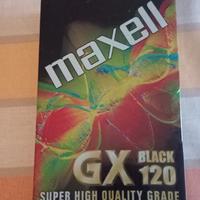 maxell
GX BLACK 120
SUPER HIGH QUALITY GRADE